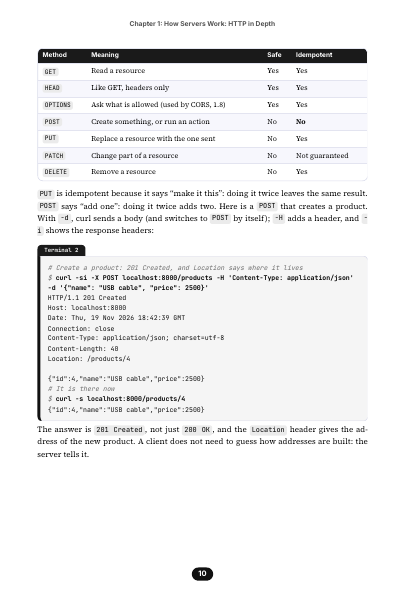 Chapter 1: How Servers Work: HTTP in Depth
Method Meaning Safe Idempotent
GET Read a resource Yes Yes
HEAD Like GET, headers only Yes Yes
OPTIONS Ask what is allowed (used by CORS, 1.8) Yes Yes
POST Create something, or run an action No No
PUT Replace a resource with the one sent No Yes
PATCH Change part of a resource No Not guaranteed
DELETE Remove a resource No Yes
PUT is idempotent because it says “make it this”: doing it twice leaves the same result.
POST says “add one”: doing it twice adds two. Here is a POST that creates a product.
With -d, curl sends a body (and switches to POST by itself); -H adds a header, and -
i shows the response headers:
Terminal 2
# Create a product: 201 Created, and Location says where it lives
$ curl -si -X POST localhost:8000/products -H 'Content-Type: application/json'
-d '{"name": "USB cable", "price": 2500}'
HTTP/1.1 201 Created
Host: localhost:8000
Date: Thu, 19 Nov 2026 18:42:39 GMT
Connection: close
Content-Type: application/json; charset=utf-8
Content-Length: 40
Location: /products/4
{"id":4,"name":"USB cable","price":2500}
# It is there now
$ curl -s localhost:8000/products/4
{"id":4,"name":"USB cable","price":2500}
The answer is 201 Created, not just 200 OK, and the Location header gives the ad-
dress of the new product. A client does not need to guess how addresses are built: the
server tells it.
10